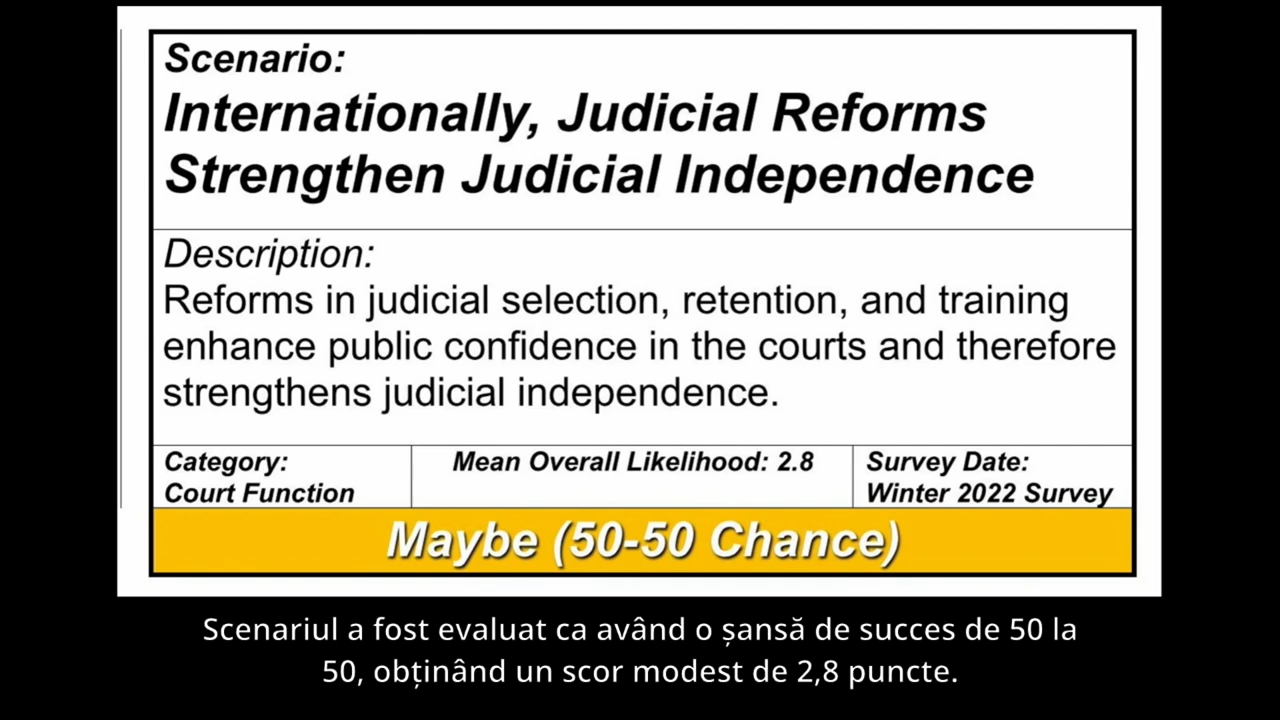 Scenario:
Internationally, Judicial Reforms
Strengthen Judicial Independence
Description:
Reforms in judicial selection, retention, and training
enhance public confidence in the courts and therefore
strengthens judicial independence.
Category:
Court Function
Mean Overall Likelihood: 2.8
Survey Date:
Winter 2022 Survey
Maybe (50-50 Chance)
Scenariul a fost evaluat ca având o șansă de succes de 50 la
50, obținând un scor modest de 2,8 puncte.